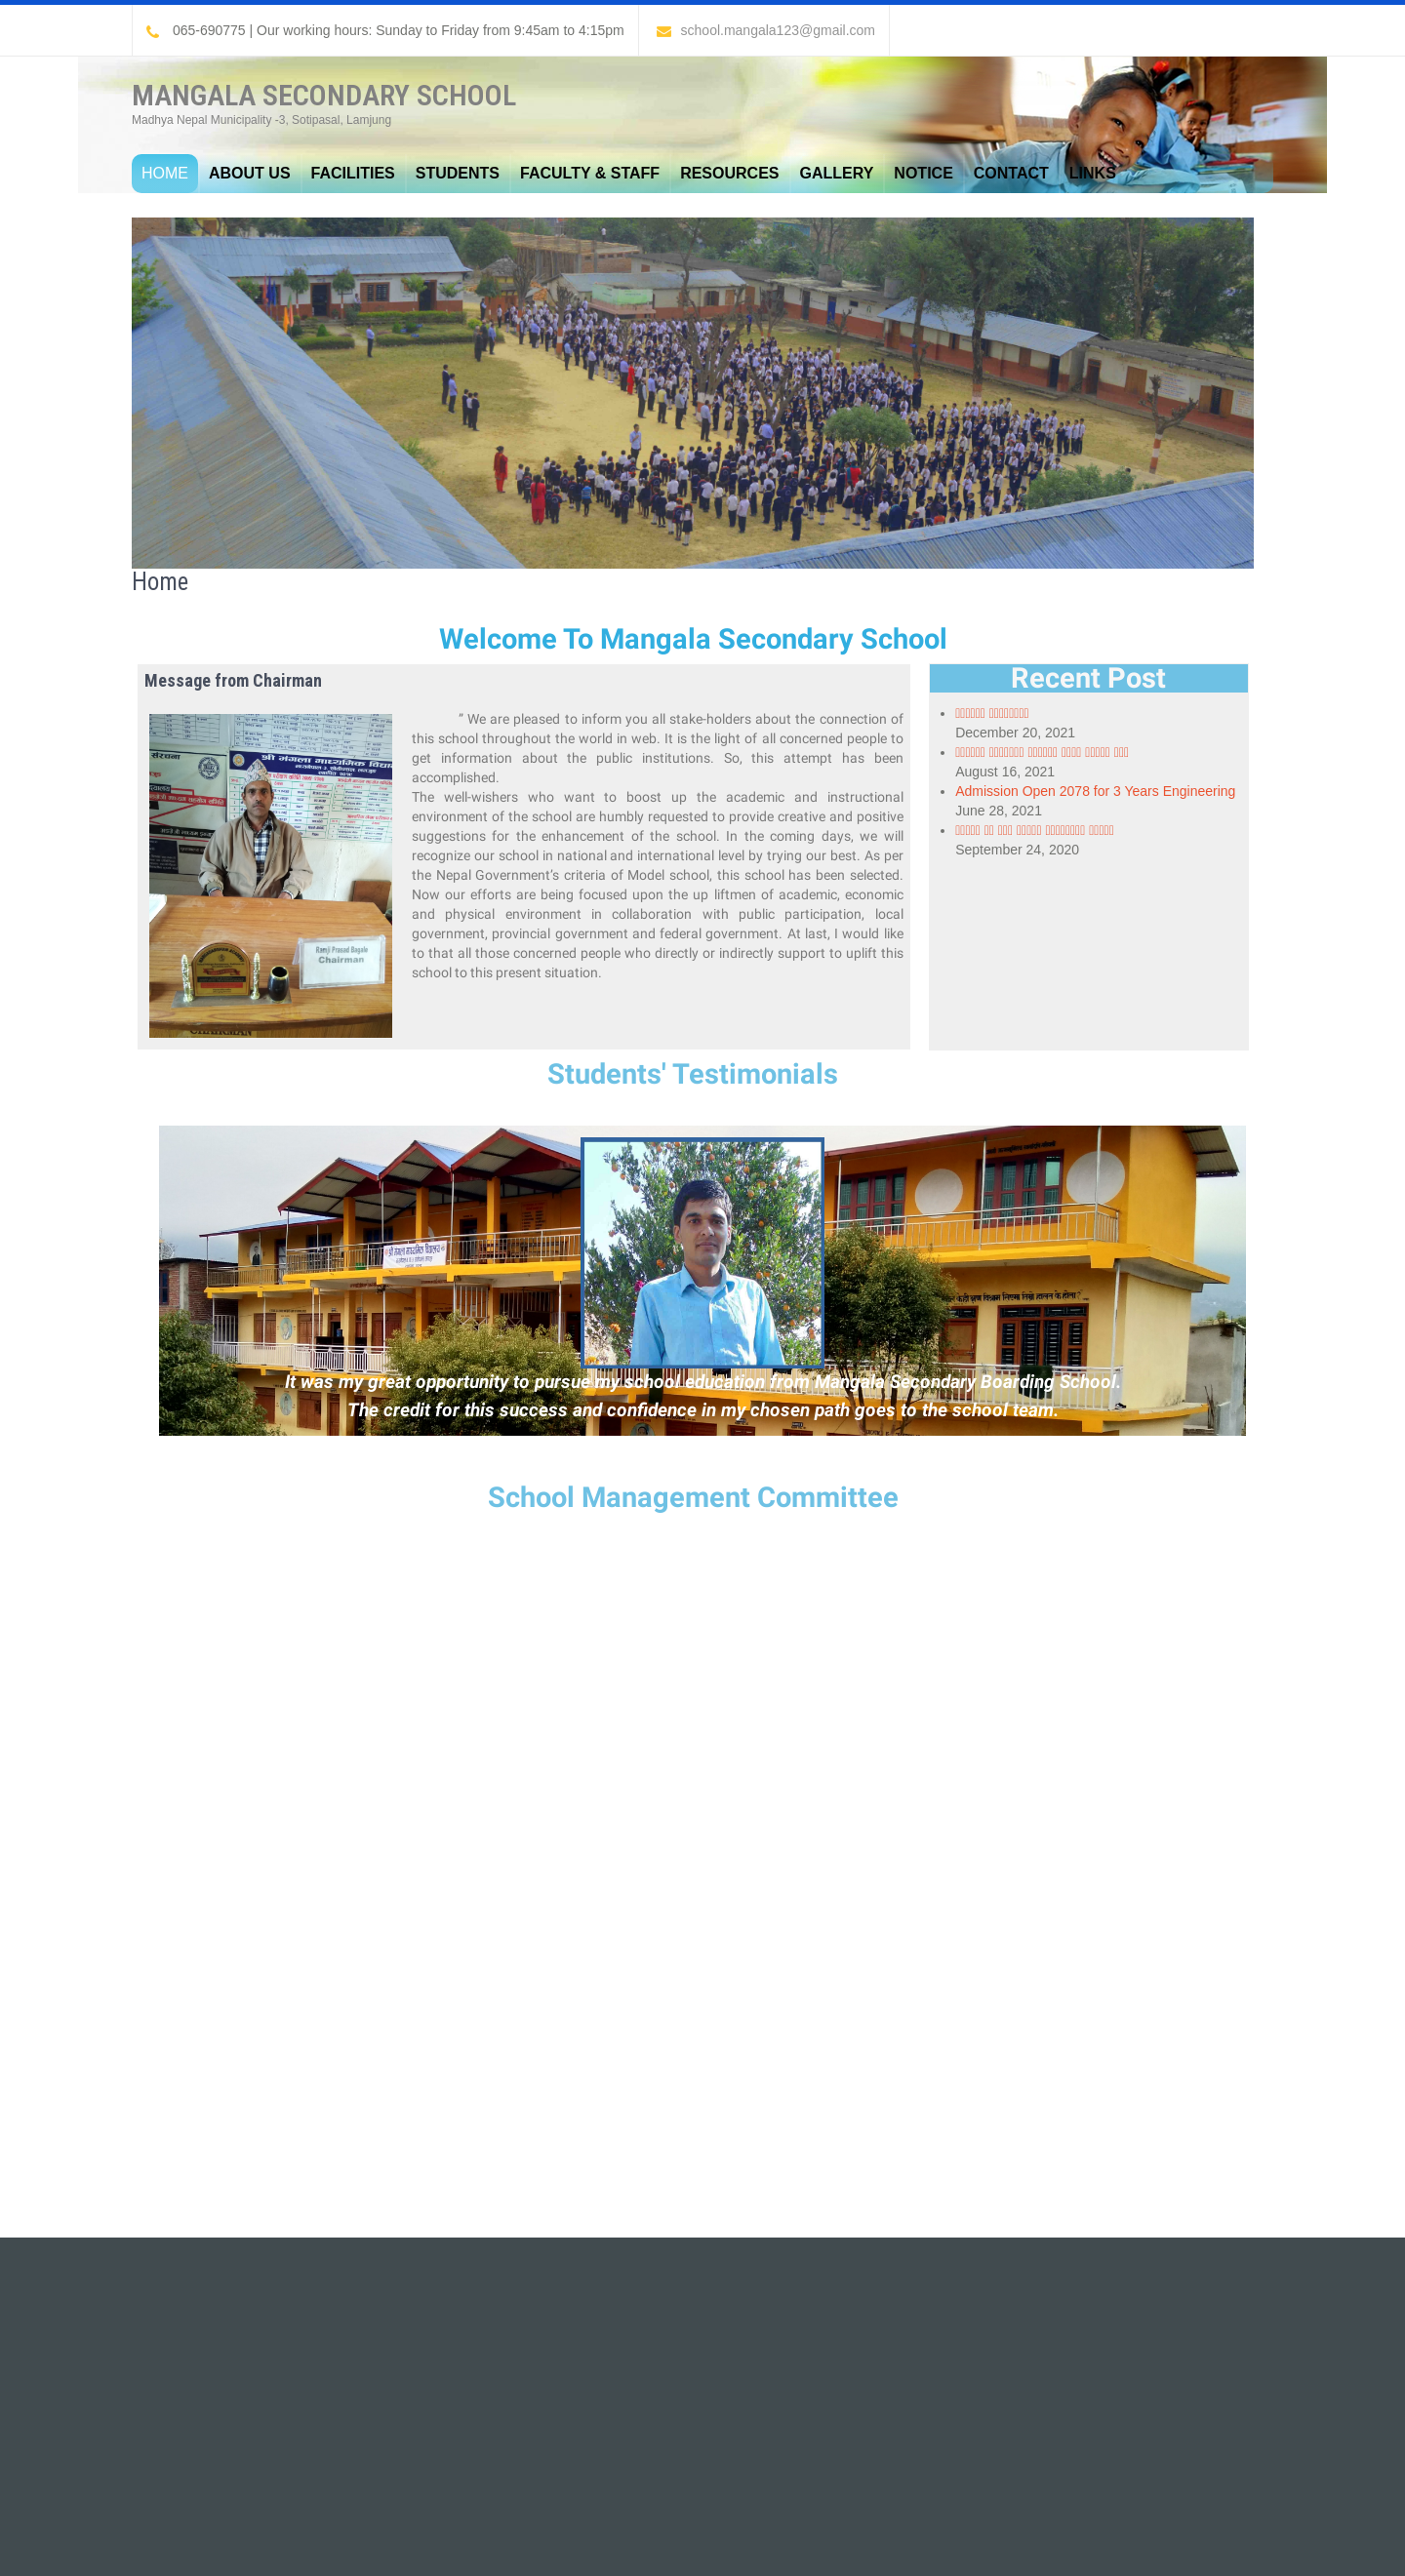 065-690775 | Our working hours: Sunday to Friday from 9:45am to 4:15pm
school.mangala123@gmail.com
MANGALA SECONDARY SCHOOL
Madhya Nepal Municipality -3, Sotipasal, Lamjung
HOME ABOUT US FACILITIES STUDENTS FACULTY & STAFF RESOURCES GALLERY NOTICE CONTACT LINKS
Home
Welcome To Mangala Secondary School
Message from Chairman
श्री मंगला माध्यमिक
Ramji Prasad Bagale
Chairman
CHAIRMAN
” We are pleased to inform you all stake-holders about the connection of
this school throughout the world in web. It is the light of all concerned people to
get information about the public institutions. So, this attempt has been
accomplished.
The well-wishers who want to boost up the academic and instructional
environment of the school are humbly requested to provide creative and positive
suggestions for the enhancement of the school. In the coming days, we will
recognize our school in national and international level by trying our best. As per
the Nepal Government’s criteria of Model school, this school has been selected.
Now our efforts are being focused upon the up liftmen of academic, economic
and physical environment in collaboration with public participation, local
government, provincial government and federal government. At last, I would like
to that all those concerned people who directly or indirectly support to uplift this
school to this present situation.
Recent Post
December 20, 2021
August 16, 2021
Admission Open 2078 for 3 Years Engineering
June 28, 2021
September 24, 2020
Students' Testimonials
श्री मंगला माध्यमिक विद्यालय
It was my great opportunity to pursue my school education from Mangala Secondary Boarding School.
The credit for this success and confidence in my chosen path goes to the school team.
School Management Committee